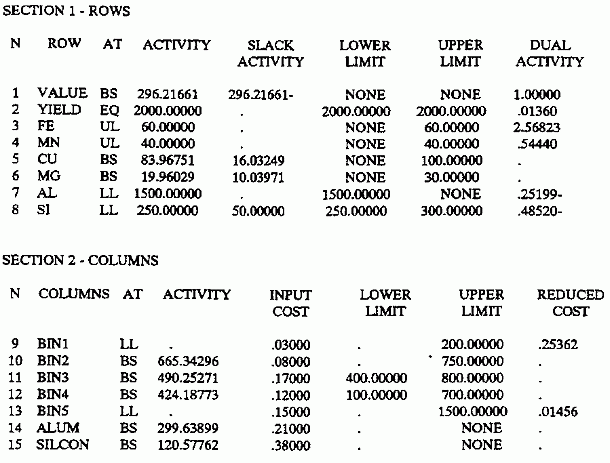 SECTION 1 - ROWS
N ROW AT ACTIVITY SLACK ACTIVITY LOWER LIMIT UPPER LIMIT DUAL ACTIVITY
1 VALUE BS 296.21661 296.21661- NONE NONE 1.00000
2 YIELD EQ 2000.00000 . 2000.00000 2000.00000 .01360
3 FE UL 60.00000 . NONE 60.00000 2.56823
4 MN UL 40.00000 . NONE 40.00000 .54440
5 CU BS 83.96751 16.03249 NONE 100.00000 .
6 MG BS 19.96029 10.03971 NONE 30.00000 .
7 AL LL 1500.00000 . 1500.00000 NONE .25199-
8 SI LL 250.00000 50.00000 250.00000 300.00000 .48520-
SECTION 2 - COLUMNS
N COLUMNS AT ACTIVITY INPUT COST LOWER LIMIT UPPER LIMIT REDUCED COST
9 BIN1 LL . .03000 . 200.00000 .25362
10 BIN2 BS 665.34296 .08000 . 750.00000 .
11 BIN3 BS 490.25271 .17000 400.00000 800.00000 .
12 BIN4 BS 424.18773 .12000 100.00000 700.00000 .
13 BIN5 LL . .15000 . 1500.00000 .01456
14 ALUM BS 299.63899 .21000 . NONE .
15 SILCON BS 120.57762 .38000 . NONE .